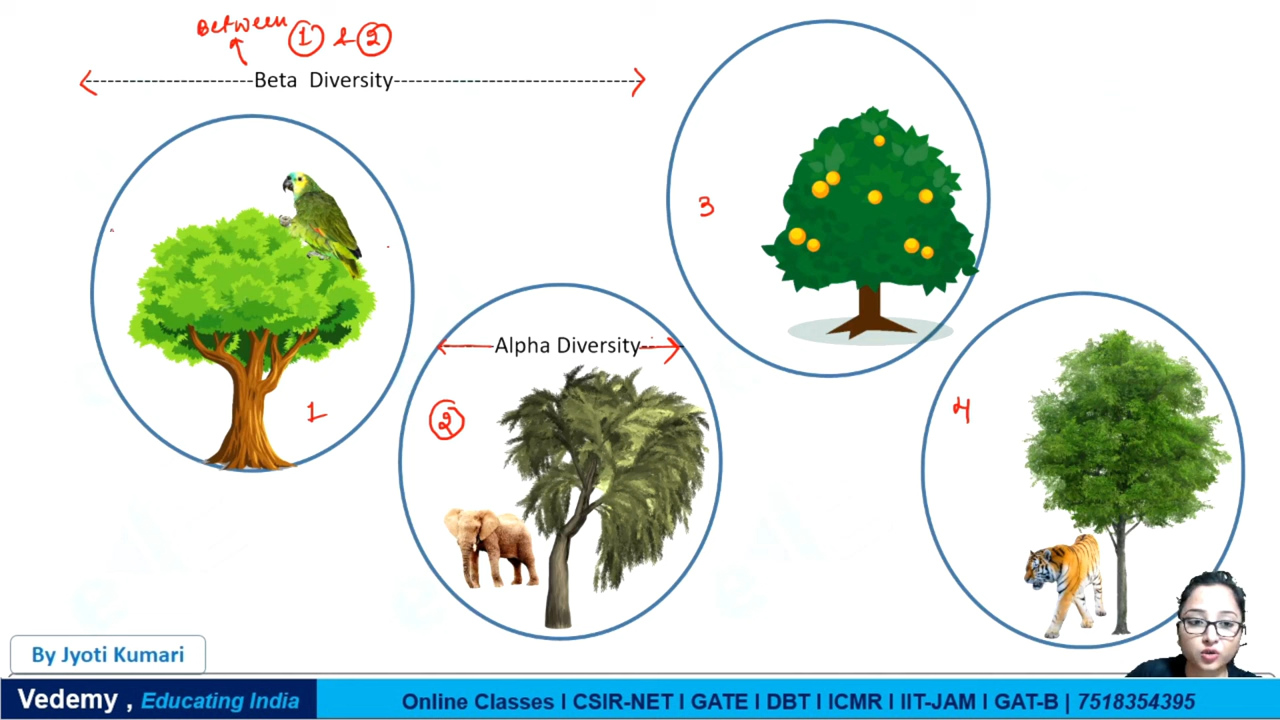 Between ① & ②
Beta Diversity
3
Alpha Diversity
1
②
4
By Jyoti Kumari
Vedemy , Educating India
Online Classes I CSIR-NET I GATE I DBT I ICMR I IIT-JAM I GAT-B | 7518354395